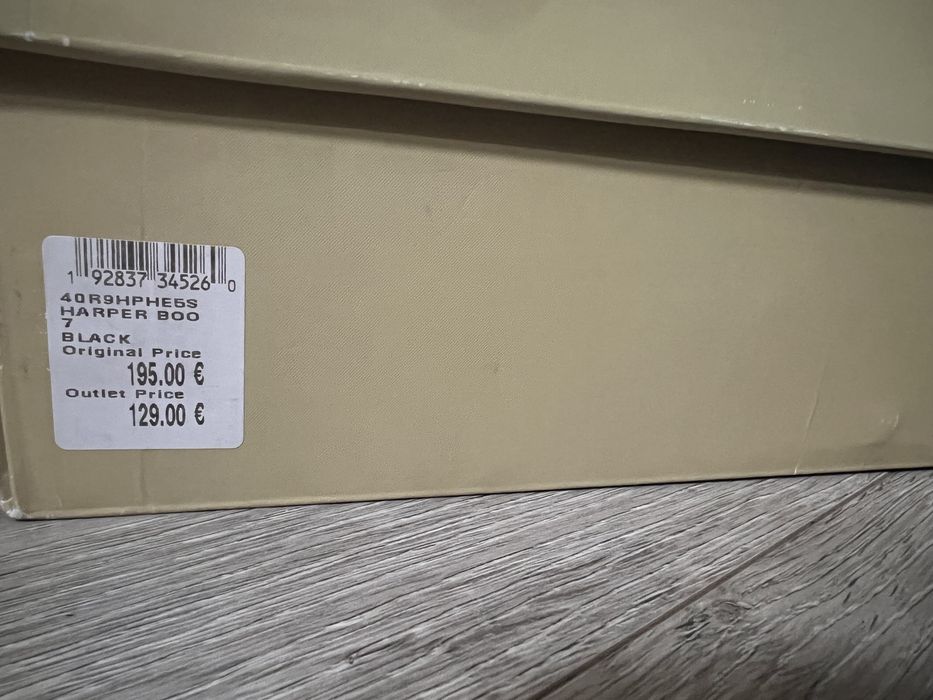 1 92837 34526 0
40R9HPHE5S
HARPER BOO
7
BLACK
Original Price
195.00 €
Outlet Price
129.00 €